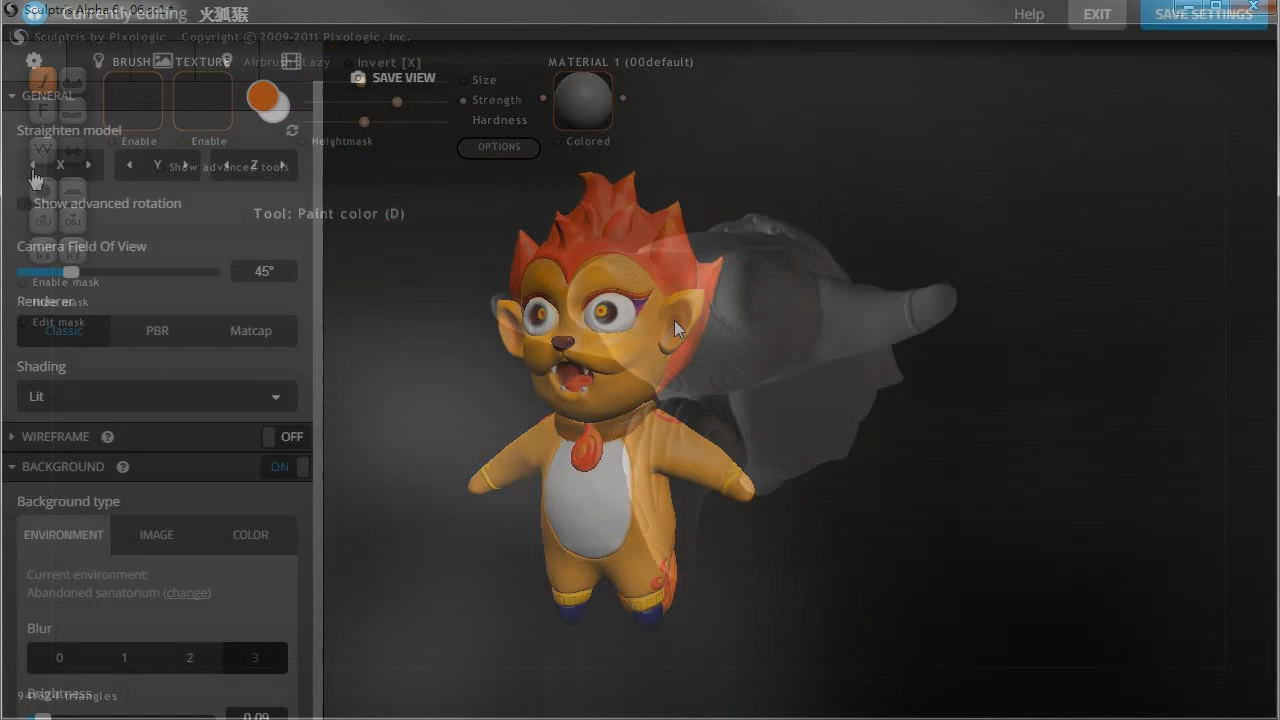 Sculptris Alpha 6
Currently editing 火狐猴
Help
EXIT
SAVE SETTINGS
Sculptris by Pixologic Copyright ©2009-2011 Pixologic, Inc.
BRUSH
TEXTURE
Airbrush
Lazy
Invert [X]
SAVE VIEW
MATERIAL 1 (00default)
Size
Strength
Hardness
GENERAL
Straighten model
Enable
Enable
Heightmask
OPTIONS
Colored
X
Y
Z
Show advanced tools
Show advanced rotation
Tool: Paint color (D)
Camera Field Of View
45°
Enable mask
Renderer
Edit mask
Classic
PBR
Matcap
Shading
Lit
WIREFRAME
OFF
BACKGROUND
ON
Background type
ENVIRONMENT
IMAGE
COLOR
Current environment:
Abandoned sanatorium (change)
Blur
0
1
2
3
Brightness
triangles
0.09